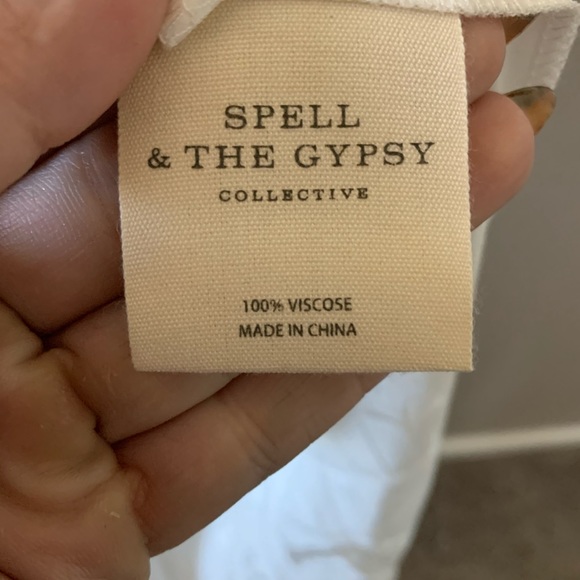 SPELL
& THE GYPSY
COLLECTIVE
100% VISCOSE
MADE IN CHINA